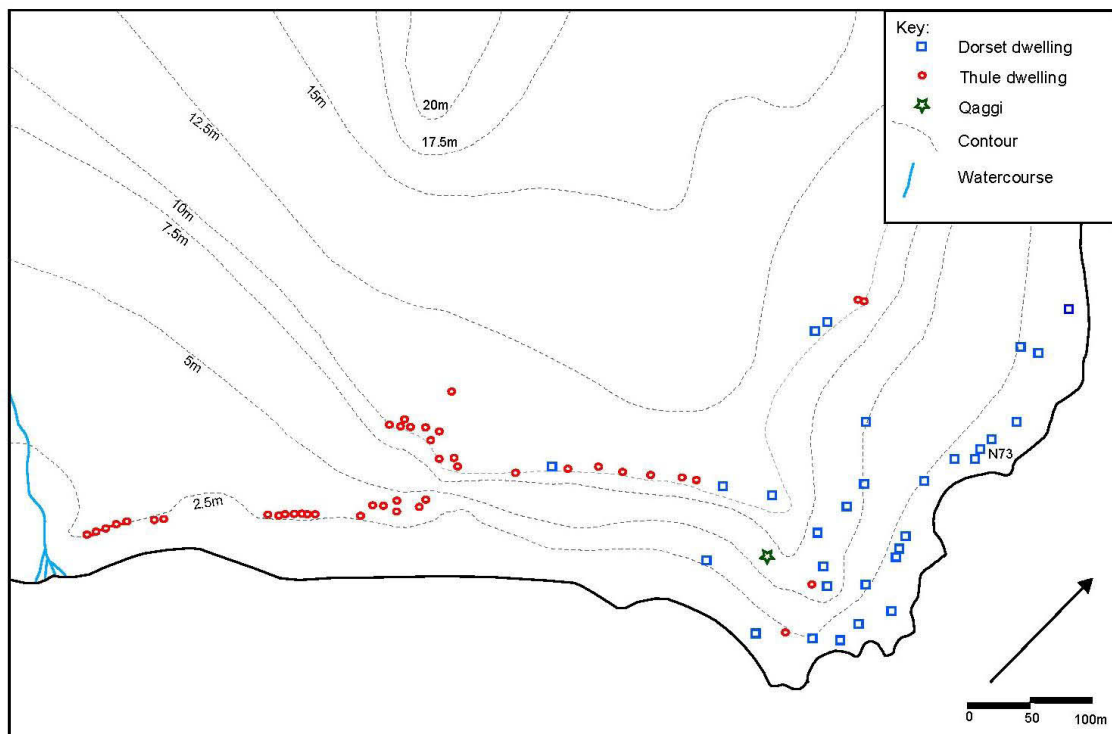 Key:
Dorset dwelling
Thule dwelling
Qaggi
Contour
Watercourse
20m
15m
17.5m
12.5m
10m
7.5m
5m
N73
2.5m
0 50 100m